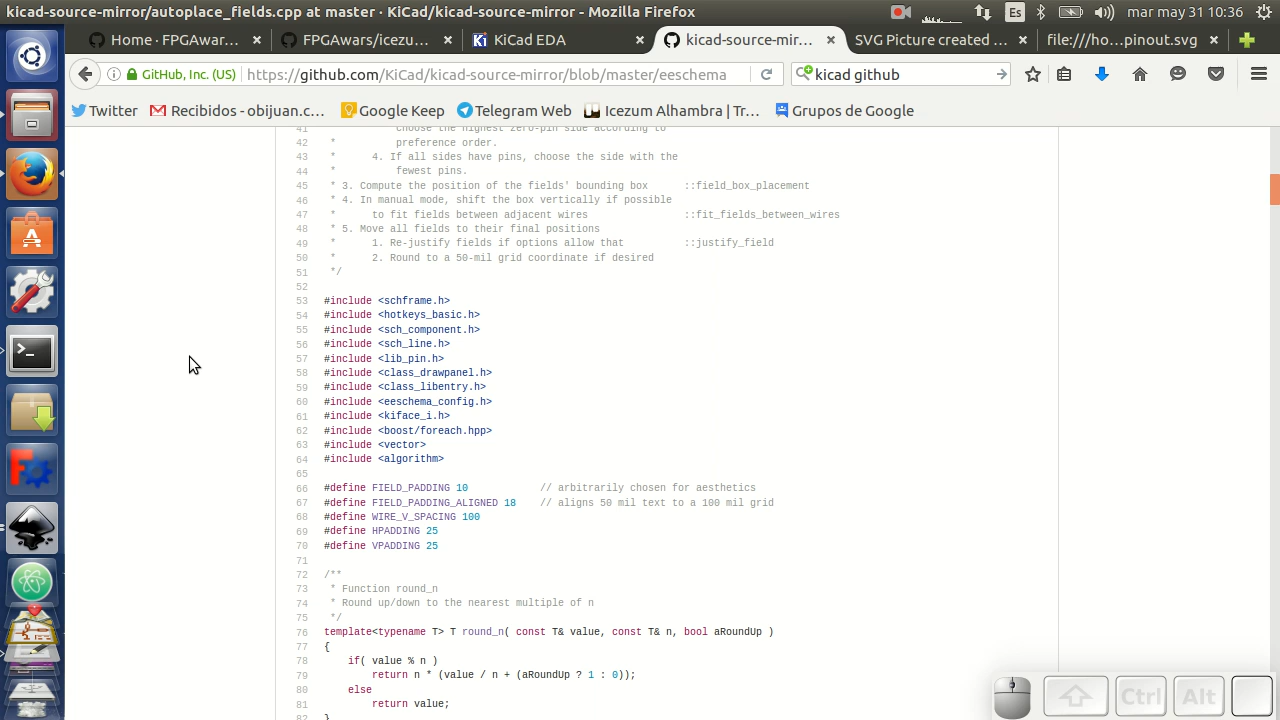 kicad-source-mirror/autoplace_fields.cpp at master · KiCad/kicad-source-mirror - Mozilla Firefox
Es
mar may 31 10:36
Home · FPGAwar... ×
FPGAwars/icezu... ×
KiCad EDA ×
kicad-source-mir... ×
SVG Picture created ... ×
file:///ho...pinout.svg ×
GitHub, Inc. (US)
https://github.com/KiCad/kicad-source-mirror/blob/master/eeschema
kicad github
Twitter
Recibidos - obijuan.c...
Google Keep
Telegram Web
Icezum Alhambra | Tr...
Grupos de Google
41 choose the highest zero-pin side according to
42 * preference order.
43 * 4. If all sides have pins, choose the side with the
44 * fewest pins.
45 * 3. Compute the position of the fields' bounding box ::field_box_placement
46 * 4. In manual mode, shift the box vertically if possible
47 * to fit fields between adjacent wires ::fit_fields_between_wires
48 * 5. Move all fields to their final positions
49 * 1. Re-justify fields if options allow that ::justify_field
50 * 2. Round to a 50-mil grid coordinate if desired
51 */
52
53 #include <schframe.h>
54 #include <hotkeys_basic.h>
55 #include <sch_component.h>
56 #include <sch_line.h>
57 #include <lib_pin.h>
58 #include <class_drawpanel.h>
59 #include <class_libentry.h>
60 #include <eeschema_config.h>
61 #include <kiface_i.h>
62 #include <boost/foreach.hpp>
63 #include <vector>
64 #include <algorithm>
65
66 #define FIELD_PADDING 10 // arbitrarily chosen for aesthetics
67 #define FIELD_PADDING_ALIGNED 18 // aligns 50 mil text to a 100 mil grid
68 #define WIRE_V_SPACING 100
69 #define HPADDING 25
70 #define VPADDING 25
71
72 /**
73 * Function round_n
74 * Round up/down to the nearest multiple of n
75 */
76 template<typename T> T round_n( const T& value, const T& n, bool aRoundUp )
77 {
78 if( value % n )
79 return n * (value / n + (aRoundUp ? 1 : 0));
80 else
81 return value;
82 }
Ctrl
Alt